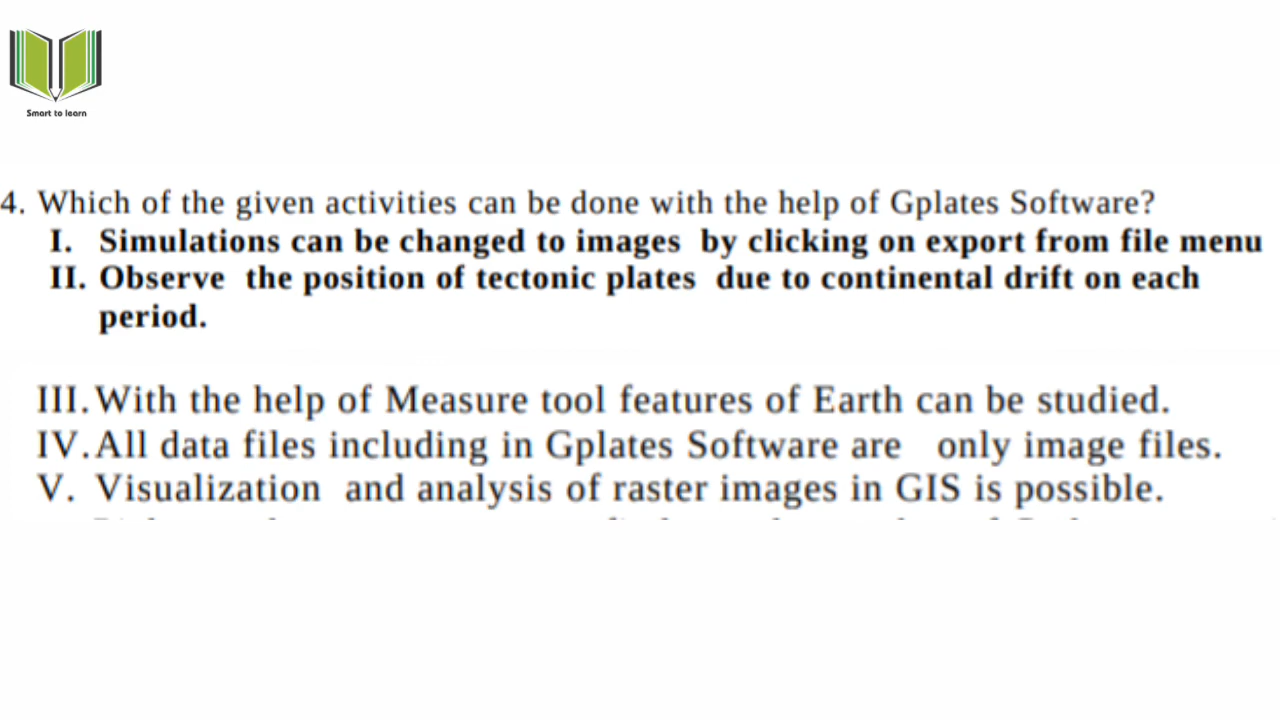 Smart to learn
4. Which of the given activities can be done with the help of Gplates Software?
I. Simulations can be changed to images by clicking on export from file menu
II. Observe the position of tectonic plates due to continental drift on each
period.
III. With the help of Measure tool features of Earth can be studied.
IV. All data files including in Gplates Software are only image files.
V. Visualization and analysis of raster images in GIS is possible.